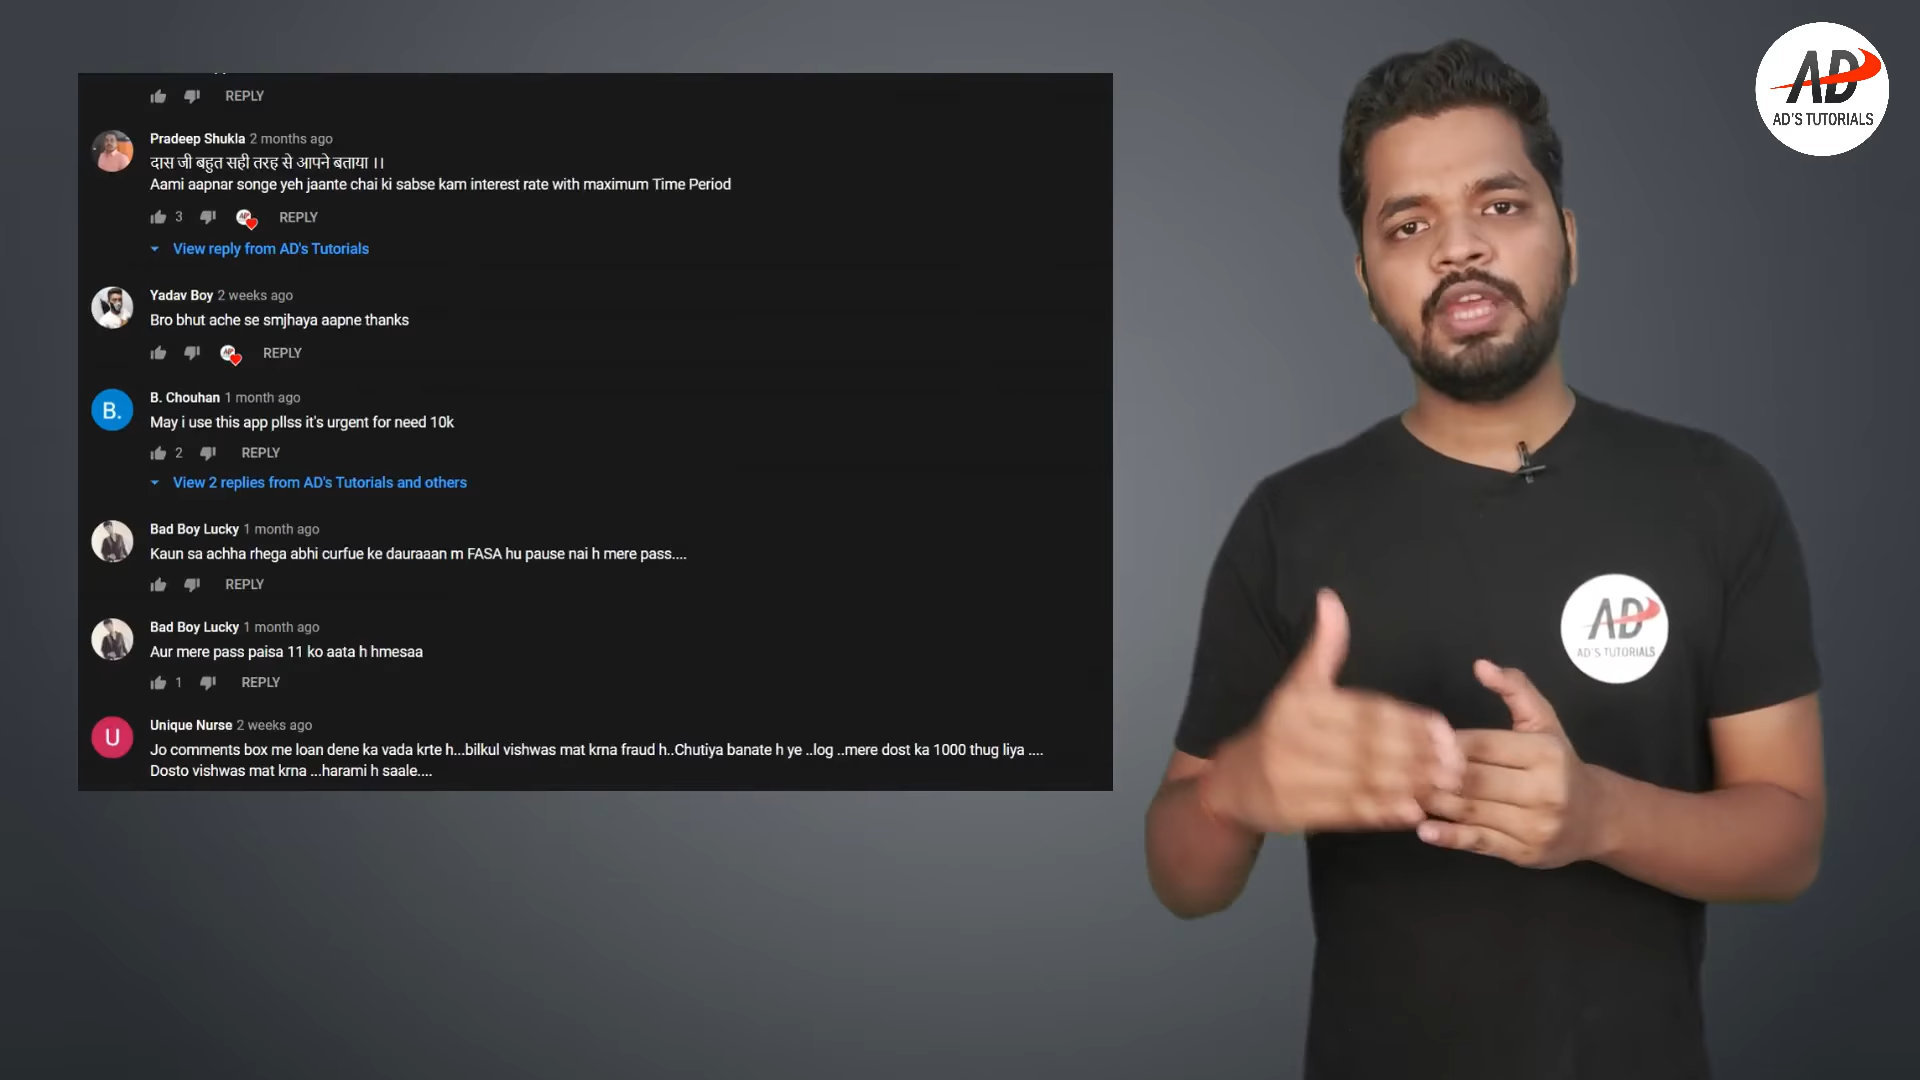 REPLY
Pradeep Shukla 2 months ago
दास जी बहुत सही तरह से आपने बताया ।।
Aami aapnar songe yeh jaante chai ki sabse kam interest rate with maximum Time Period
3 REPLY
View reply from AD's Tutorials
Yadav Boy 2 weeks ago
Bro bhut ache se smjhaya aapne thanks
REPLY
B.
B. Chouhan 1 month ago
May i use this app pllss it's urgent for need 10k
2 REPLY
View 2 replies from AD's Tutorials and others
Bad Boy Lucky 1 month ago
Kaun sa achha rhega abhi curfue ke dauraaan m FASA hu pause nai h mere pass....
REPLY
Bad Boy Lucky 1 month ago
Aur mere pass paisa 11 ko aata h hmesaa
1 REPLY
U
Unique Nurse 2 weeks ago
Jo comments box me loan dene ka vada krte h...bilkul vishwas mat krna fraud h..Chutiya banate h ye ..log ..mere dost ka 1000 thug liya ....
Dosto vishwas mat krna ...harami h saale....
AD
AD'S TUTORIALS
AD
AD'S TUTORIALS